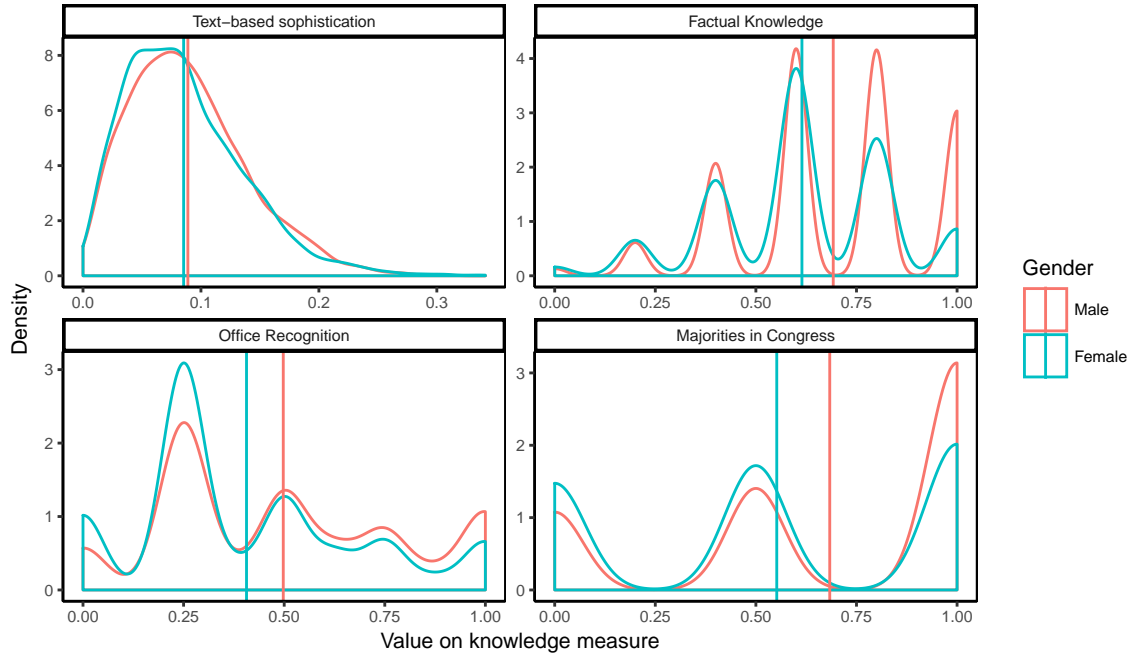 Text−based sophistication
Factual Knowledge
8
6
4
2
0
0.0 0.1 0.2 0.3
4
3
2
1
0
0.00 0.25 0.50 0.75 1.00
Office Recognition
Majorities in Congress
3
2
1
0
0.00 0.25 0.50 0.75 1.00
3
2
1
0
0.00 0.25 0.50 0.75 1.00
Density
Value on knowledge measure
Gender
Male
Female